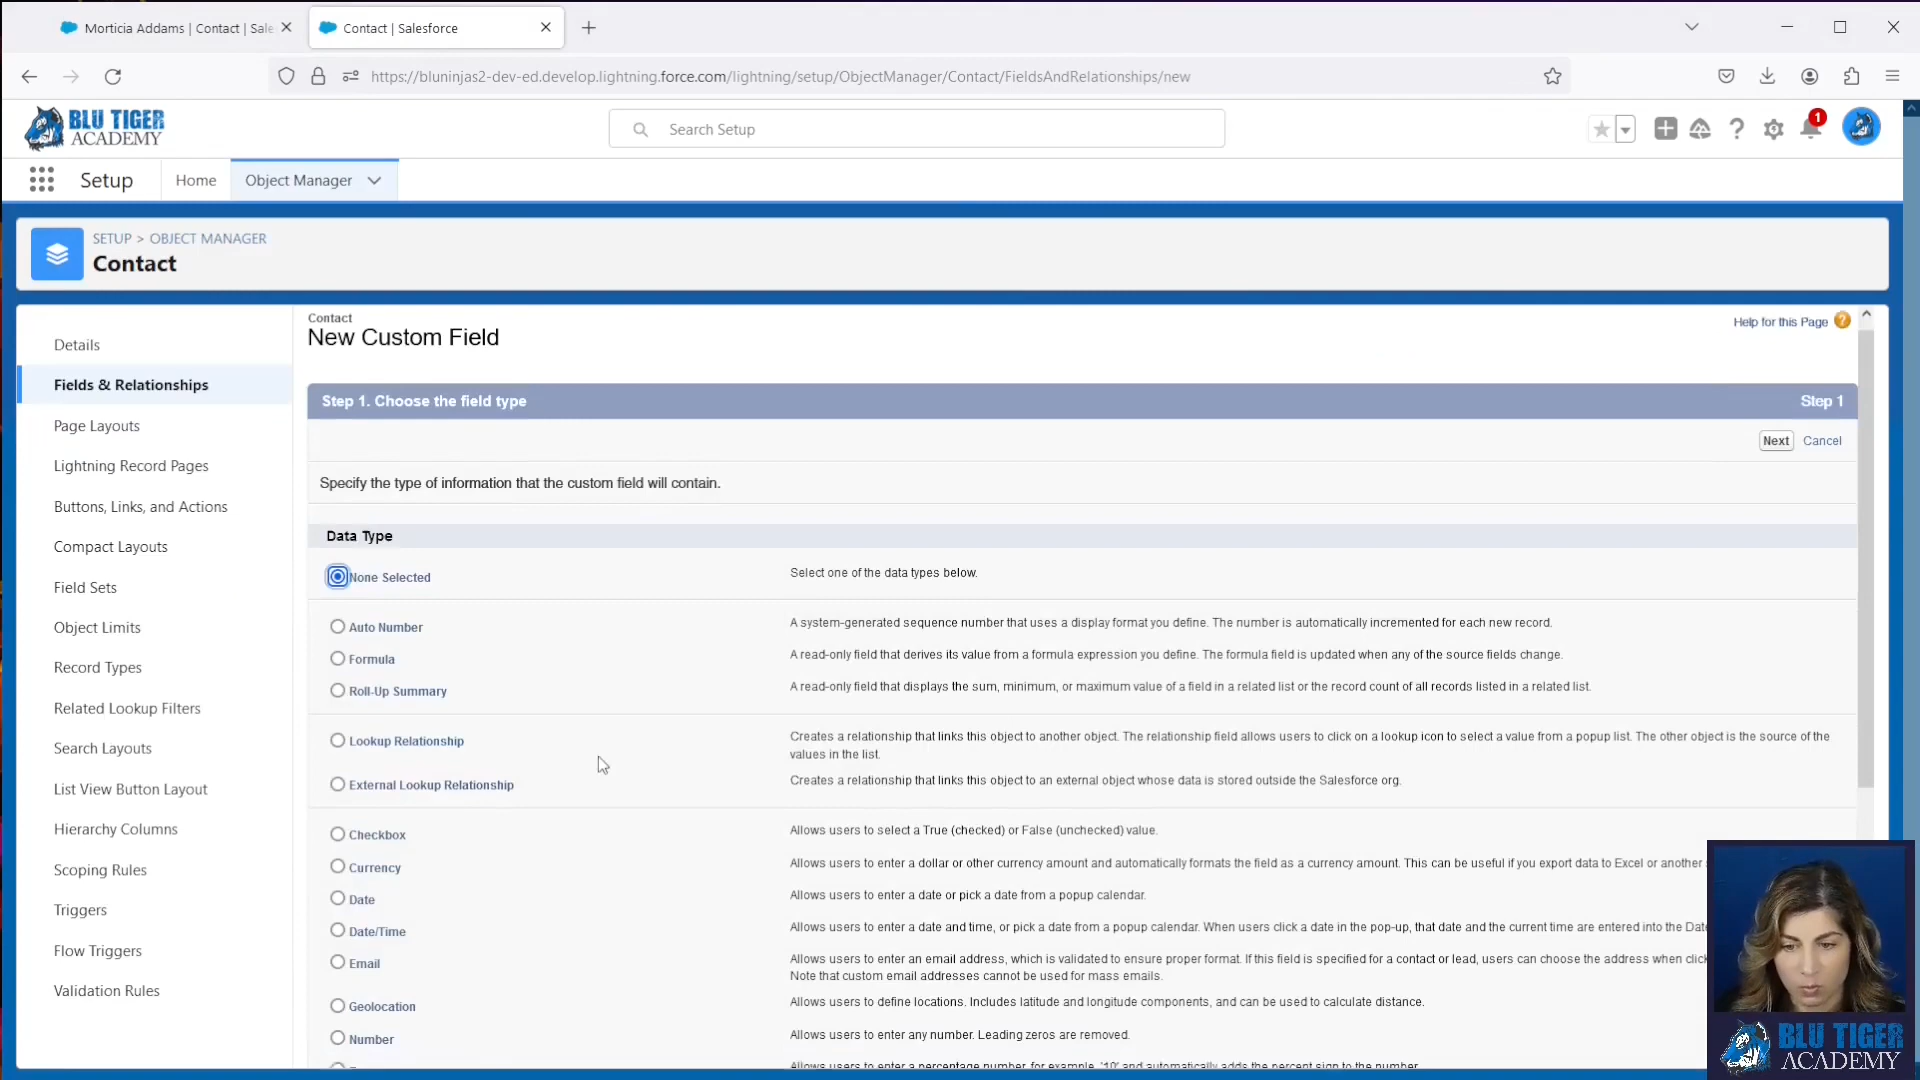 Morticia Addams | Contact | Sale
Contact | Salesforce
https://bluninjas2-dev-ed.develop.lightning.force.com/lightning/setup/ObjectManager/Contact/FieldsAndRelationships/new
BLU TIGER
ACADEMY
Search Setup
1
Setup
Home
Object Manager
SETUP > OBJECT MANAGER
Contact
Details
Fields & Relationships
Page Layouts
Lightning Record Pages
Buttons, Links, and Actions
Compact Layouts
Field Sets
Object Limits
Record Types
Related Lookup Filters
Search Layouts
List View Button Layout
Hierarchy Columns
Scoping Rules
Triggers
Flow Triggers
Validation Rules
Contact
New Custom Field
Help for this Page ?
Step 1. Choose the field type
Step 1
Next
Cancel
Specify the type of information that the custom field will contain.
Data Type
None Selected
Select one of the data types below.
Auto Number
A system-generated sequence number that uses a display format you define. The number is automatically incremented for each new record.
Formula
A read-only field that derives its value from a formula expression you define. The formula field is updated when any of the source fields change.
Roll-Up Summary
A read-only field that displays the sum, minimum, or maximum value of a field in a related list or the record count of all records listed in a related list.
Lookup Relationship
Creates a relationship that links this object to another object. The relationship field allows users to click on a lookup icon to select a value from a popup list. The other object is the source of the
values in the list.
External Lookup Relationship
Creates a relationship that links this object to an external object whose data is stored outside the Salesforce org.
Checkbox
Allows users to select a True (checked) or False (unchecked) value.
Currency
Allows users to enter a dollar or other currency amount and automatically formats the field as a currency amount. This can be useful if you export data to Excel or another
Date
Allows users to enter a date or pick a date from a popup calendar.
Date/Time
Allows users to enter a date and time, or pick a date from a popup calendar. When users click a date in the pop-up, that date and the current time are entered into the Dat
Email
Allows users to enter an email address, which is validated to ensure proper format. If this field is specified for a contact or lead, users can choose the address when clic
Note that custom email addresses cannot be used for mass emails.
Geolocation
Allows users to define locations. Includes latitude and longitude components, and can be used to calculate distance.
Number
Allows users to enter any number. Leading zeros are removed.
Allows users to enter a percentage number, for example, '10' and automatically adds the percent sign to the number.
BLU TIGER
ACADEMY